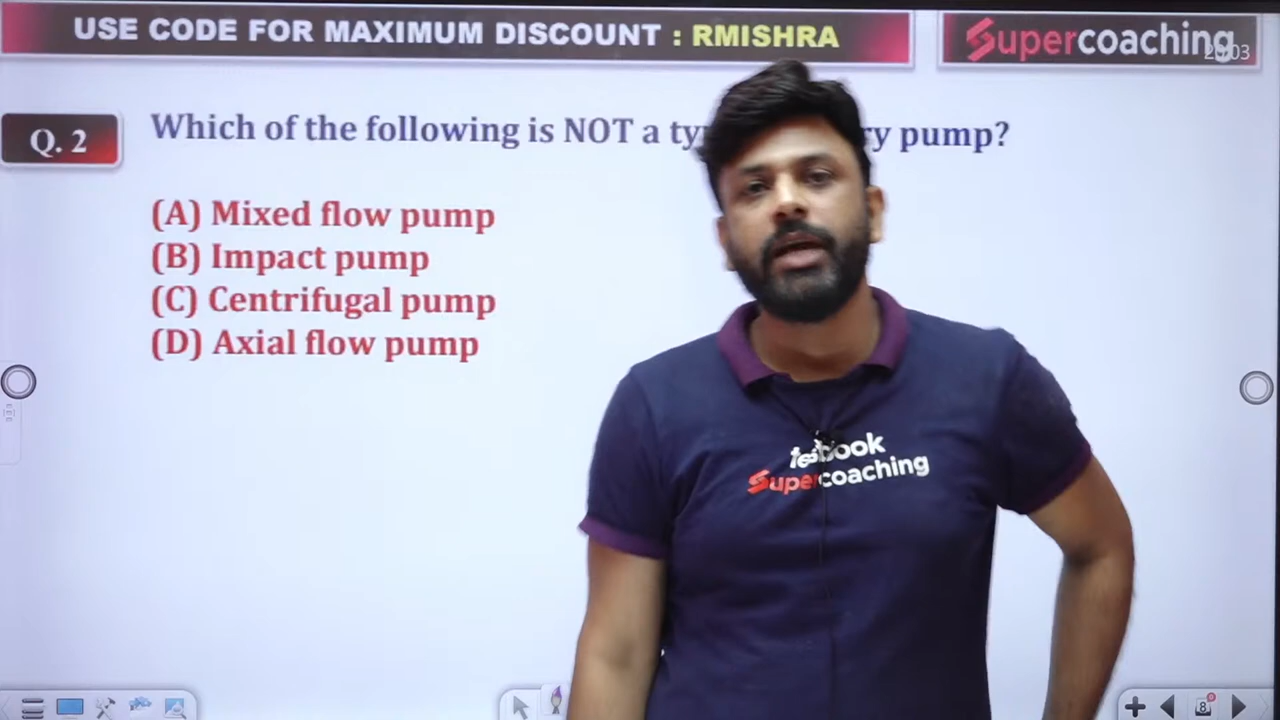 USE CODE FOR MAXIMUM DISCOUNT : RMISHRA
Supercoaching
Q. 2
Which of the following is NOT a pump?
(A) Mixed flow pump
(B) Impact pump
(C) Centrifugal pump
(D) Axial flow pump
testbook
Supercoaching
8